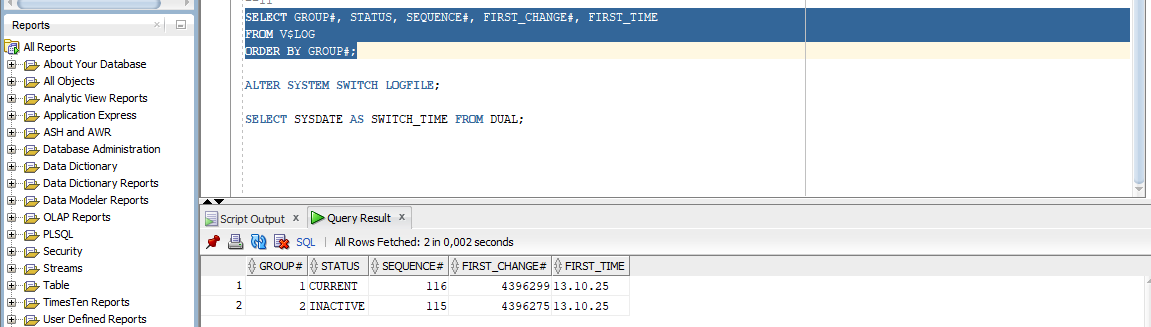 Reports
All Reports
About Your Database
All Objects
Analytic View Reports
Application Express
ASH and AWR
Database Administration
Data Dictionary
Data Dictionary Reports
Data Modeler Reports
OLAP Reports
PLSQL
Security
Streams
Table
TimesTen Reports
User Defined Reports
SELECT GROUP#, STATUS, SEQUENCE#, FIRST_CHANGE#, FIRST_TIME
FROM V$LOG
ORDER BY GROUP#;
ALTER SYSTEM SWITCH LOGFILE;
SELECT SYSDATE AS SWITCH_TIME FROM DUAL;
Script Output x Query Result x
SQL | All Rows Fetched: 2 in 0,002 seconds
GROUP# STATUS SEQUENCE# FIRST_CHANGE# FIRST_TIME
1 1 CURRENT 116 4396299 13.10.25
2 2 INACTIVE 115 4396275 13.10.25